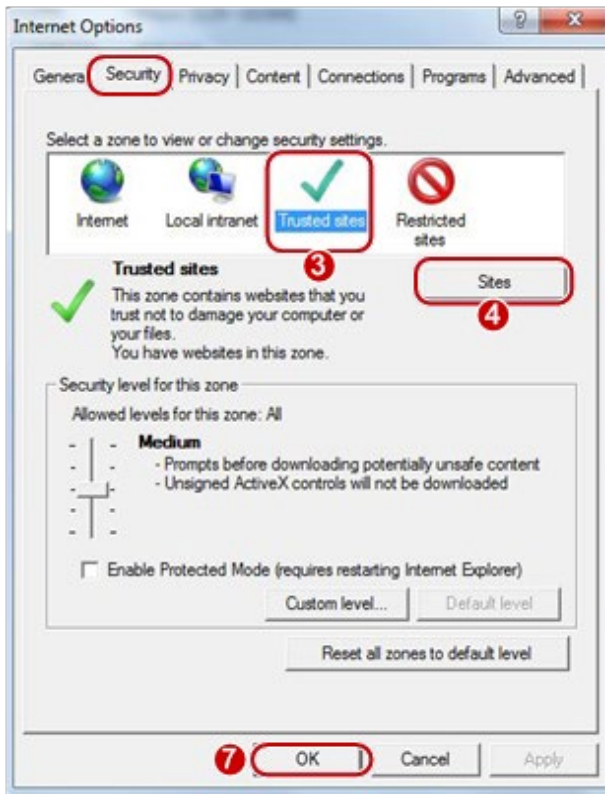 Internet Options
General Security Privacy Content Connections Programs Advanced
Select a zone to view or change security settings.
Internet Local intranet Trusted sites Restricted
sites
3
Trusted sites
Sites
4
This zone contains websites that you
trust not to damage your computer or
your files.
You have websites in this zone.
Security level for this zone
Allowed levels for this zone: All
Medium
- Prompts before downloading potentially unsafe content
- Unsigned ActiveX controls will not be downloaded
Enable Protected Mode (requires restarting Internet Explorer)
Custom level... Default level
Reset all zones to default level
7 OK Cancel Apply